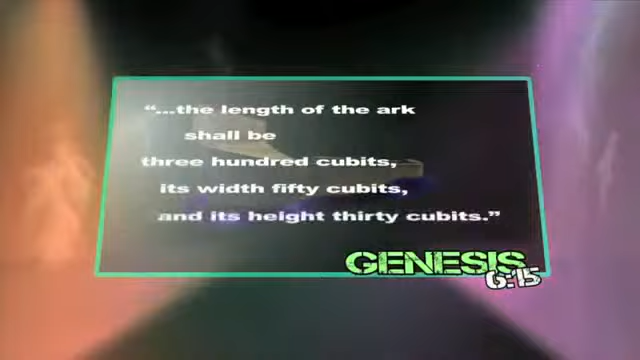 “...the length of the ark
shall be
three hundred cubits,
its width fifty cubits,
and its height thirty cubits.”
GENESIS
6:15